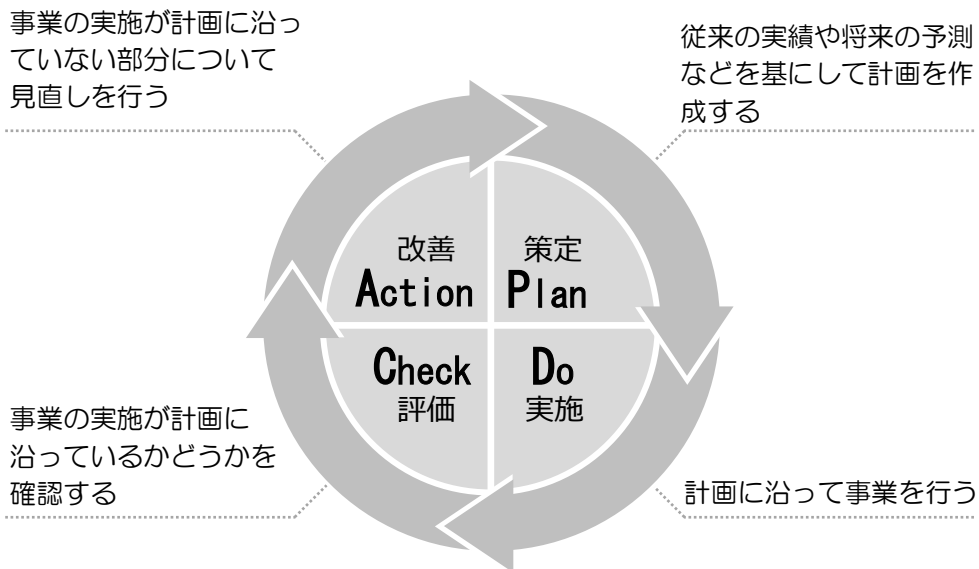 事業の実施が計画に沿っ
ていない部分について
見直しを行う
従来の実績や将来の予測
などを基にして計画を作
成する
改善
Action
策定
Plan
Check
評価
Do
実施
事業の実施が計画に
沿っているかどうかを
確認する
計画に沿って事業を行う